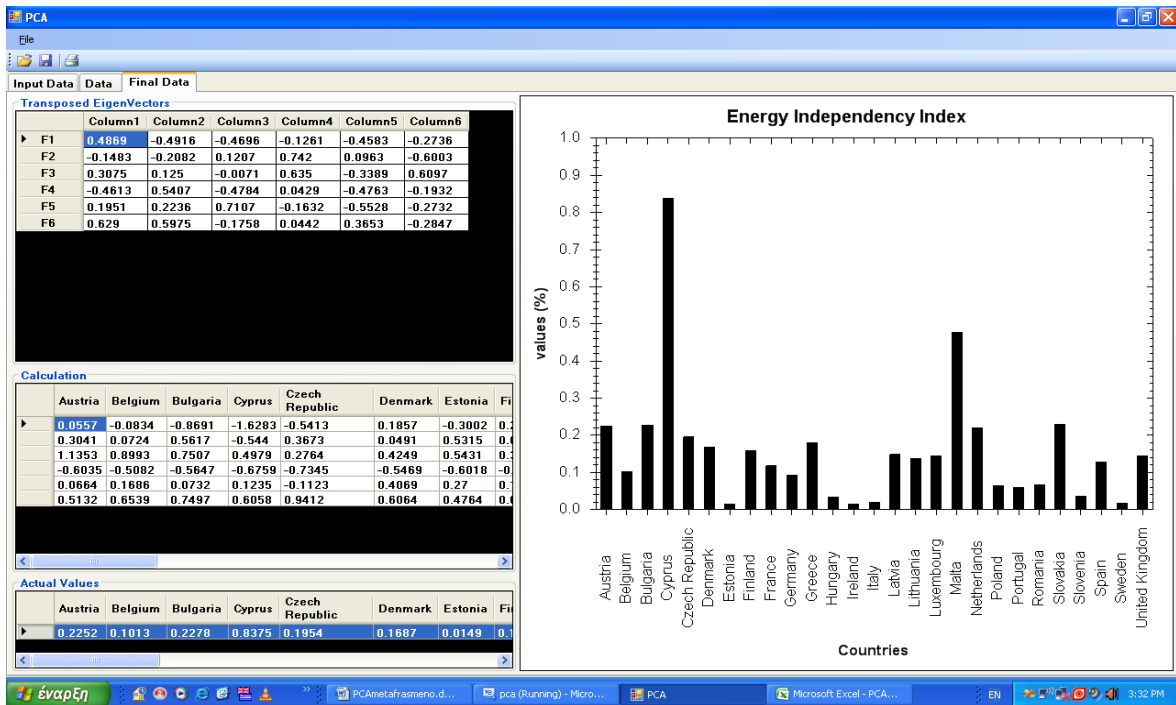 PCA
File
Input Data Data Final Data
Transposed EigenVectors
Column1 Column2 Column3 Column4 Column5 Column6
F1 0.4869 -0.4916 -0.4696 -0.1261 -0.4583 -0.2736
F2 -0.1483 -0.2082 0.1207 0.742 0.0963 -0.6003
F3 0.3075 0.125 -0.0071 0.635 -0.3389 0.6097
F4 -0.4613 0.5407 -0.4784 0.0429 -0.4763 -0.1932
F5 0.1951 0.2236 0.7107 -0.1632 -0.5528 -0.2732
F6 0.629 0.5975 -0.1758 0.0442 0.3653 -0.2847
Calculation
Austria Belgium Bulgaria Cyprus Czech Republic Denmark Estonia Fi
0.0557 -0.0834 -0.8691 -1.6283 -0.5413 0.1857 -0.3002
0.3041 0.0724 0.5617 -0.544 0.3673 0.0491 0.5315
1.1353 0.8993 0.7507 0.4979 0.2764 0.4249 0.5431
-0.6035 -0.5082 -0.5647 -0.6759 -0.7345 -0.5469 -0.6018
0.0664 0.1686 0.0732 0.1235 -0.1123 0.4069 0.27
0.5132 0.6539 0.7497 0.6058 0.9412 0.6064 0.4764
Actual Values
Austria Belgium Bulgaria Cyprus Czech Republic Denmark Estonia Fi
0.2252 0.1013 0.2278 0.8375 0.1954 0.1687 0.0149
Energy Independency Index
values (%)
1.0
0.9
0.8
0.7
0.6
0.5
0.4
0.3
0.2
0.1
0.0
Austria
Belgium
Bulgaria
Cyprus
Czech Republic
Denmark
Estonia
Finland
France
Germany
Greece
Hungary
Ireland
Italy
Latvia
Lithuania
Luxembourg
Malta
Netherlands
Poland
Portugal
Romania
Slovakia
Slovenia
Spain
Sweden
United Kingdom
Countries
έναρξη
PCAmetafrasmeno.d...
pca (Running) - Micro...
PCA
Microsoft Excel - PCA...
EN
3:32 PM